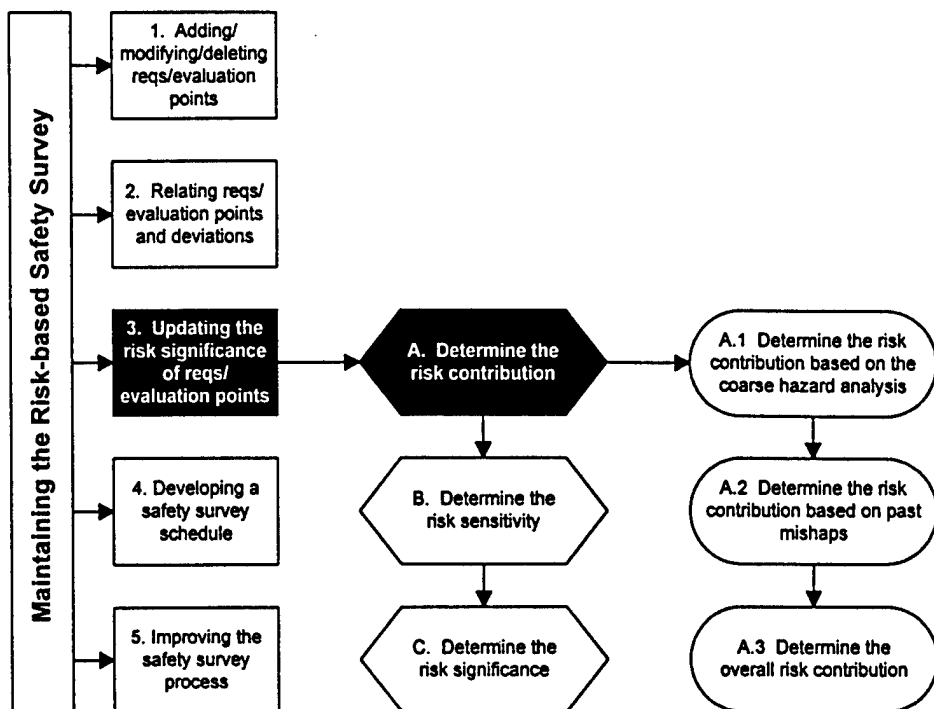 Maintaining the Risk-based Safety Survey
1. Adding/
modifying/deleting
reqs/evaluation
points
2. Relating reqs/
evaluation points
and deviations
3. Updating the
risk significance
of reqs/
evaluation points
4. Developing a
safety survey
schedule
5. Improving the
safety survey
process
A. Determine the
risk contribution
B. Determine the
risk sensitivity
C. Determine the
risk significance
A.1 Determine the risk
contribution based on the
coarse hazard analysis
A.2 Determine the risk
contribution based on past
mishaps
A.3 Determine the
overall risk contribution